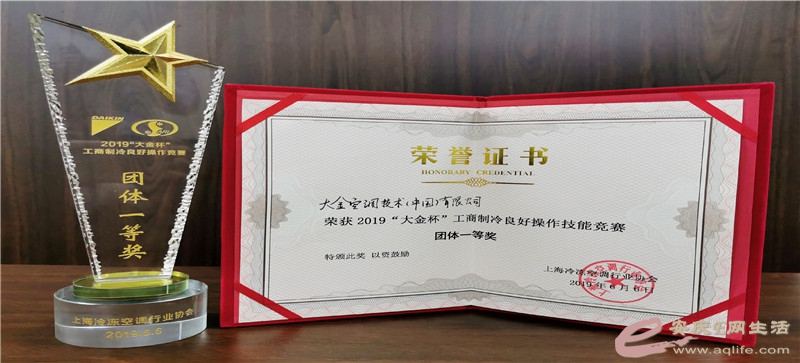 DAIKIN
2019"大金杯"
工商制冷良好操作竞赛
团体一等奖
上海冷冻空调行业协会
2019.6.6
荣誉证书
HONORARY CREDENTIAL
大金空调技术(中国)有限公司
荣获2019“大金杯”工商制冷良好操作技能竞赛
团体一等奖
特颁此奖 以资鼓励
上海冷冻空调行业协会
2019年6月6日
安庆E网生活
www.aqlife.com